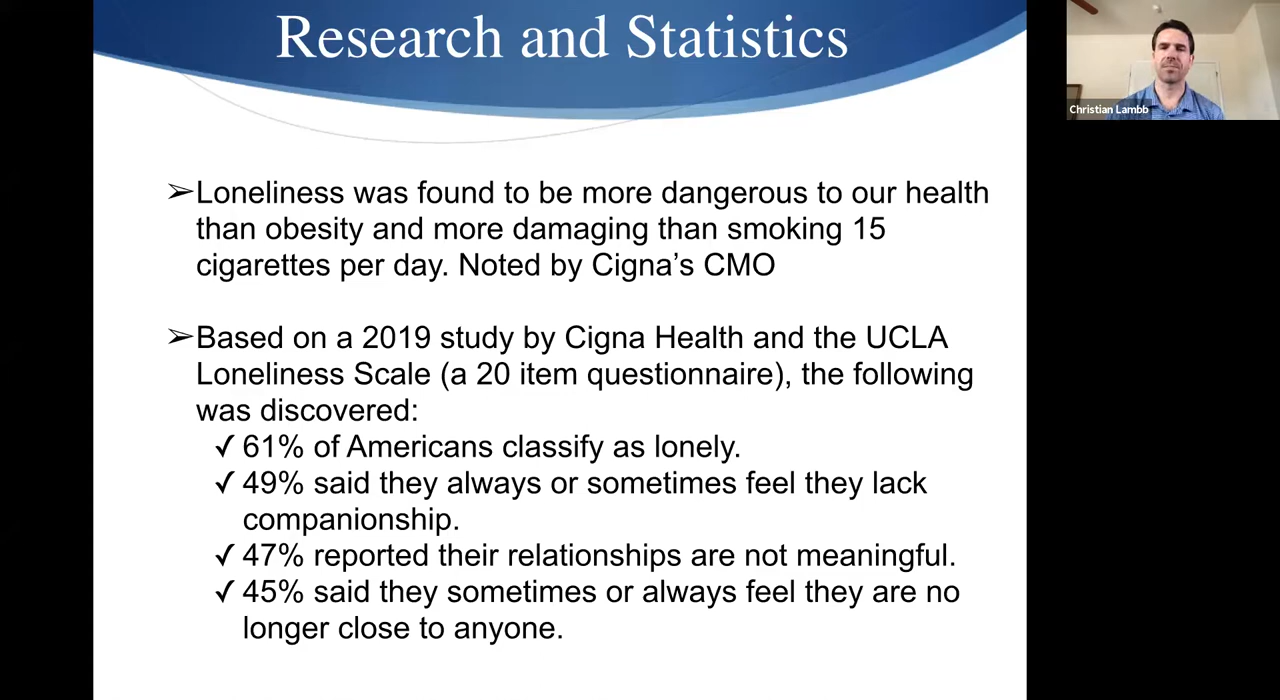 Research and Statistics
Christian Lambb
➢Loneliness was found to be more dangerous to our health
than obesity and more damaging than smoking 15
cigarettes per day. Noted by Cigna’s CMO
➢Based on a 2019 study by Cigna Health and the UCLA
Loneliness Scale (a 20 item questionnaire), the following
was discovered:
✓ 61% of Americans classify as lonely.
✓ 49% said they always or sometimes feel they lack
companionship.
✓ 47% reported their relationships are not meaningful.
✓ 45% said they sometimes or always feel they are no
longer close to anyone.